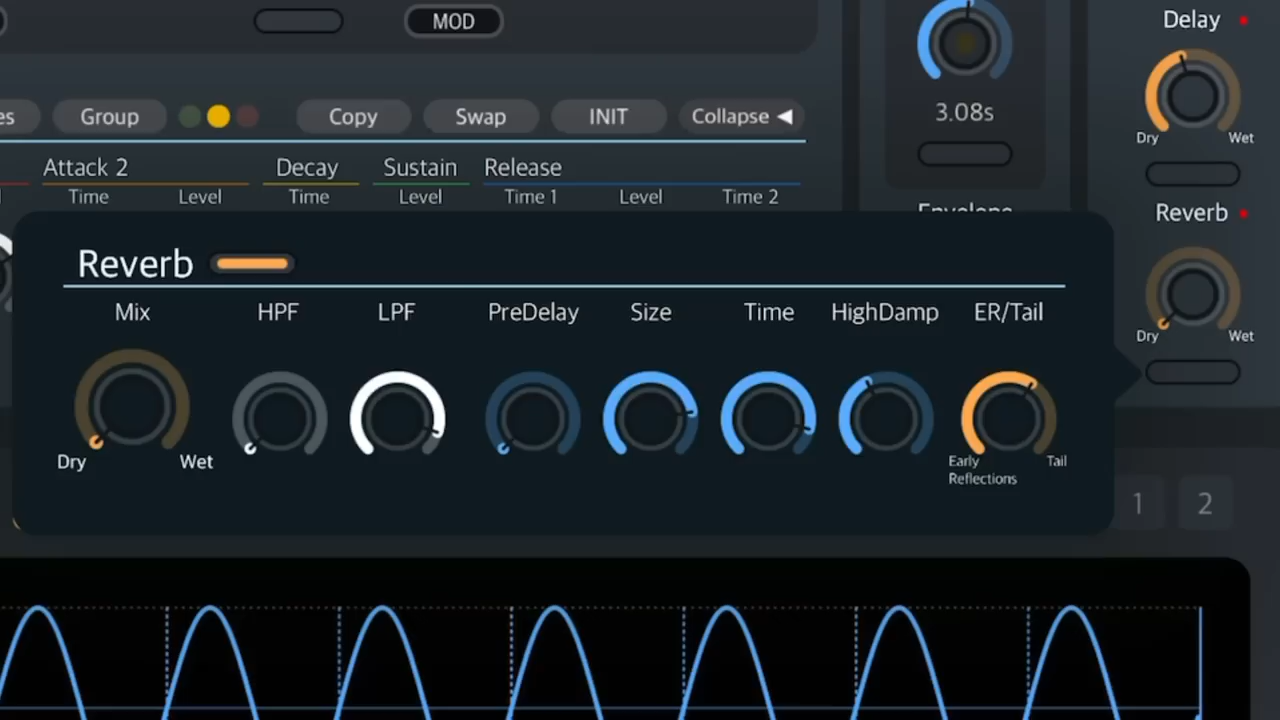 MOD
Delay
Group
Copy
Swap
INIT
Collapse
3.08s
Dry
Wet
Attack 2
Decay
Sustain
Release
Time
Level
Time
Level
Time 1
Level
Time 2
Envelope
Reverb
Dry
Wet
Reverb
Mix
HPF
LPF
PreDelay
Size
Time
HighDamp
ER/Tail
Dry
Wet
Early
Reflections
Tail
1
2